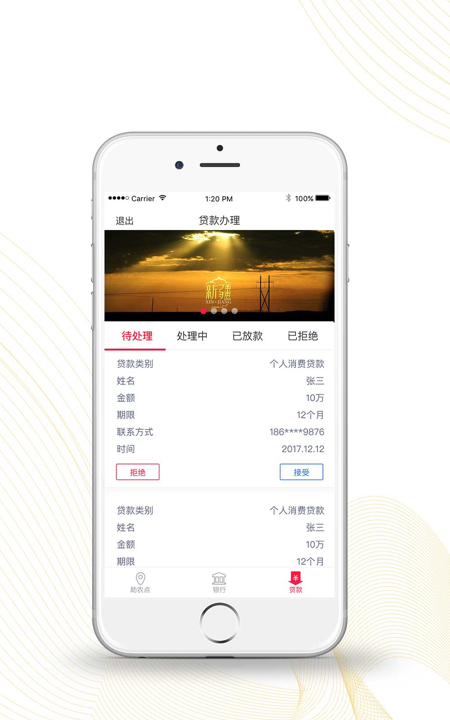 Carrier 1:20 PM 100%
退出 贷款办理
新疆
XIN JIANG
待处理 处理中 已放款 已拒绝
贷款类别 个人消费贷款
姓名 张三
金额 10万
期限 12个月
联系方式 186****9876
时间 2017.12.12
拒绝 接受
贷款类别 个人消费贷款
姓名 张三
金额 10万
期限 12个月
助农点 银行 贷款